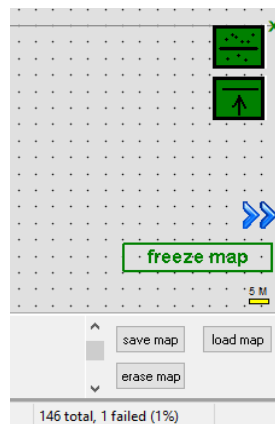 freeze map
5 M
save map
load map
erase map
146 total, 1 failed (1%)